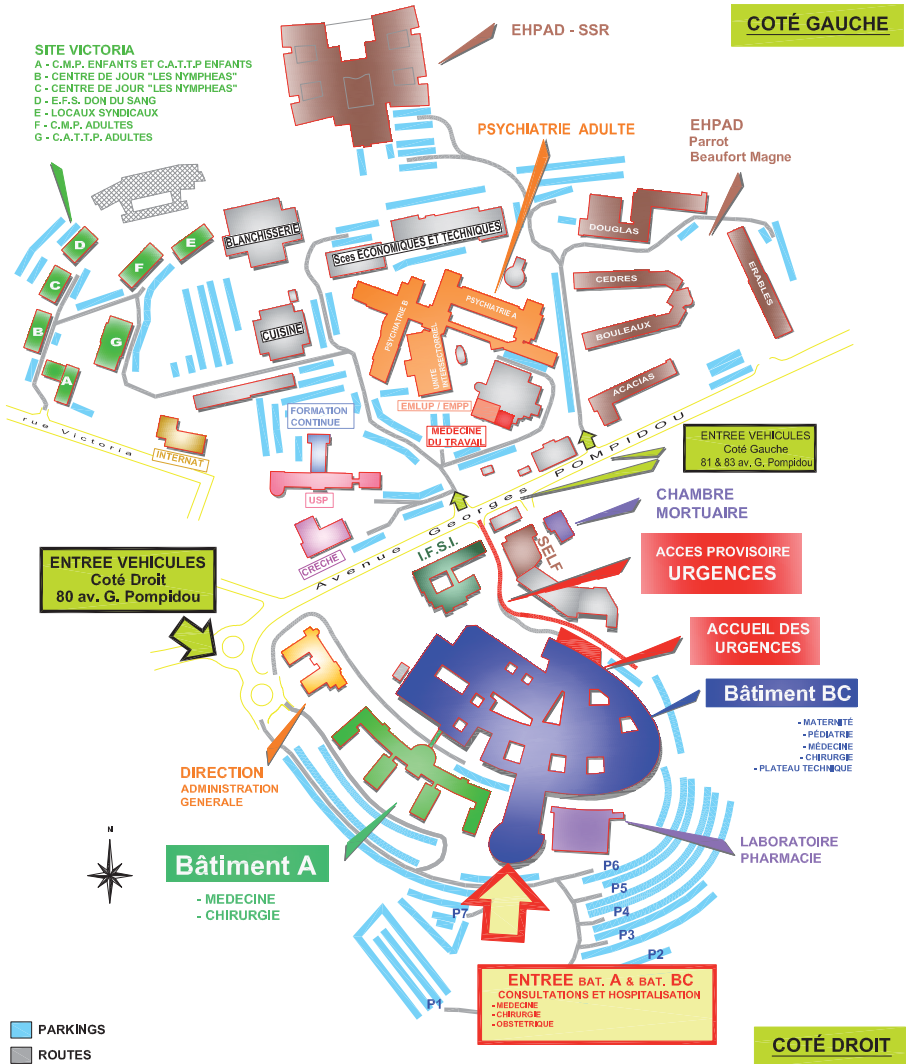 COTÉ GAUCHE
EHPAD - SSR
SITE VICTORIA
A - C.M.P. ENFANTS ET C.A.T.T.P ENFANTS
B - CENTRE DE JOUR "LES NYMPHEAS"
C - CENTRE DE JOUR "LES NYMPHEAS"
D - E.F.S. DON DU SANG
E - LOCAUX SYNDICAUX
F - C.M.P. ADULTES
G - C.A.T.T.P. ADULTES
PSYCHIATRIE ADULTE
EHPAD
Parrot
Beaufort Magne
DOUGLAS
BLANCHISSERIE
Sces ECONOMIQUES ET TECHNIQUES
D
E
F
C
B
G
A
CEDRES
ERABLES
BOULEAUX
ACACIAS
PSYCHIATRIE B
PSYCHIATRIE A
UNITE
INTERSECTORIEL
CUISINE
EMLUP / EMPP
MEDECINE
DU TRAVAIL
FORMATION
CONTINUE
rue Victoria
INTERNAT
USP
CRECHE
Avenue Georges POMPIDOU
ENTREE VEHICULES
Coté Gauche
81 & 83 av. G. Pompidou
CHAMBRE
MORTUAIRE
I.F.S.I.
SELF
ACCES PROVISOIRE
URGENCES
ENTREE VEHICULES
Coté Droit
80 av. G. Pompidou
ACCUEIL DES
URGENCES
Bâtiment BC
- MATERNITÉ
- PÉDIATRIE
- MÉDECINE
- CHIRURGIE
- PLATEAU TECHNIQUE
DIRECTION
ADMINISTRATION
GENERALE
LABORATOIRE
PHARMACIE
N
Bâtiment A
- MEDECINE
- CHIRURGIE
P6
P5
P4
P3
P2
P7
P1
ENTREE BAT. A & BAT. BC
CONSULTATIONS ET HOSPITALISATION
- MEDECINE
- CHIRURGIE
- OBSTETRIQUE
PARKINGS
ROUTES
COTÉ DROIT